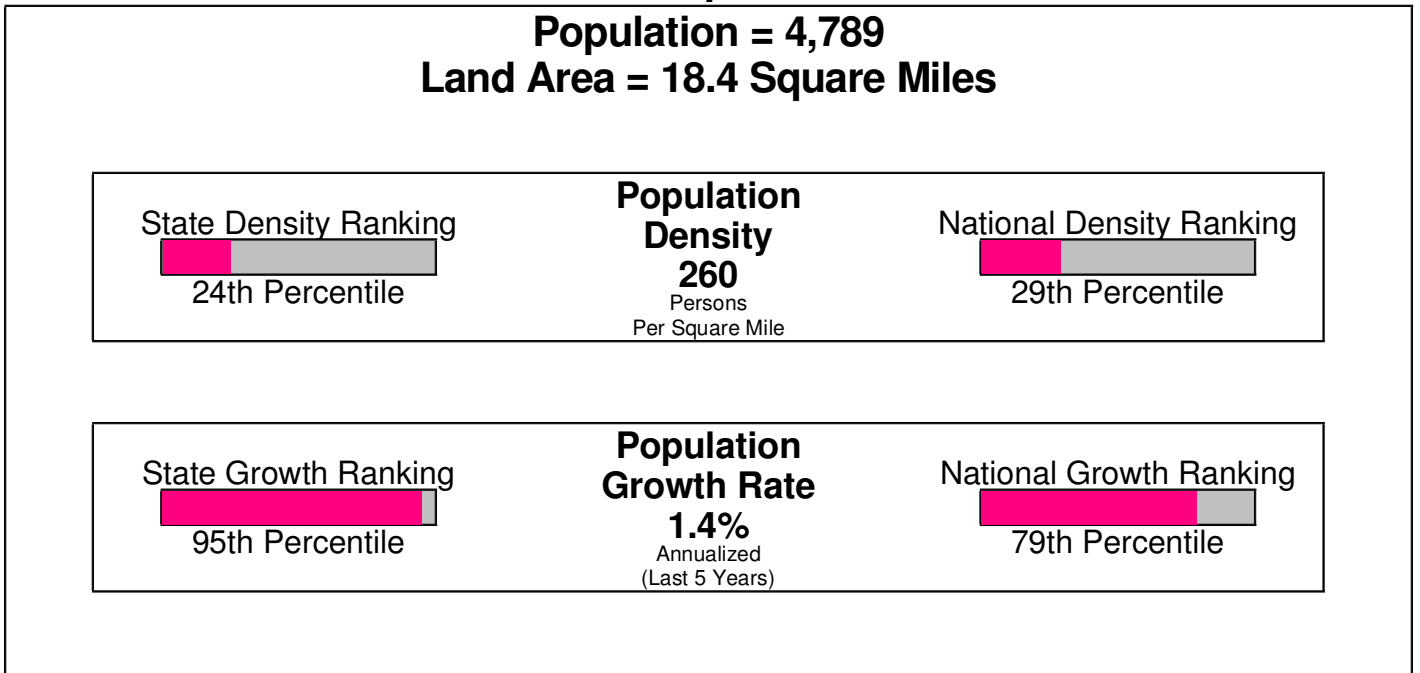 Population = 4,789
Land Area = 18.4 Square Miles
State Density Ranking
24th Percentile
Population
Density
260
Persons
Per Square Mile
National Density Ranking
29th Percentile
State Growth Ranking
95th Percentile
Population
Growth Rate
1.4%
Annualized
(Last 5 Years)
National Growth Ranking
79th Percentile